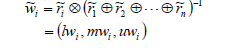 w̃ᵢ = r̃ᵢ ⊗ (r̃₁ ⊕ r̃₂ ⊕ ⋯ ⊕ r̃ₙ)⁻¹
= (lwᵢ, mwᵢ, uwᵢ)